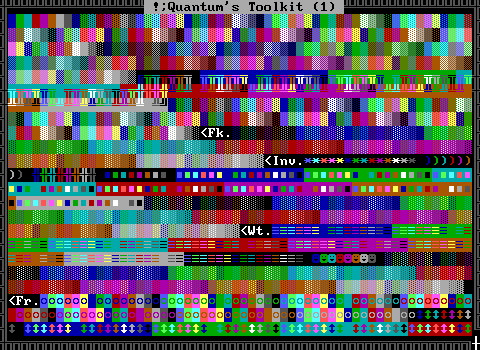 !;Quantum's Toolkit (1)
<Fk.
<Inv.
<Wt.
<Fr.